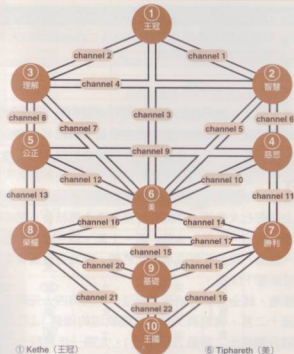 ①
王冠
channel 2
channel 1
③
理解
②
智慧
channel 4
channel 8
channel 7
channel 3
channel 5
channel 6
⑤
公正
④
慈悲
channel 9
channel 12
channel 10
channel 13
channel 11
⑥
美
channel 16
channel 14
⑧
榮耀
⑦
勝利
channel 17
channel 15
channel 20
channel 18
⑨
基礎
channel 21
channel 16
channel 22
⑩
王國
① Kethe（王冠）
⑥ Tiphareth（美）